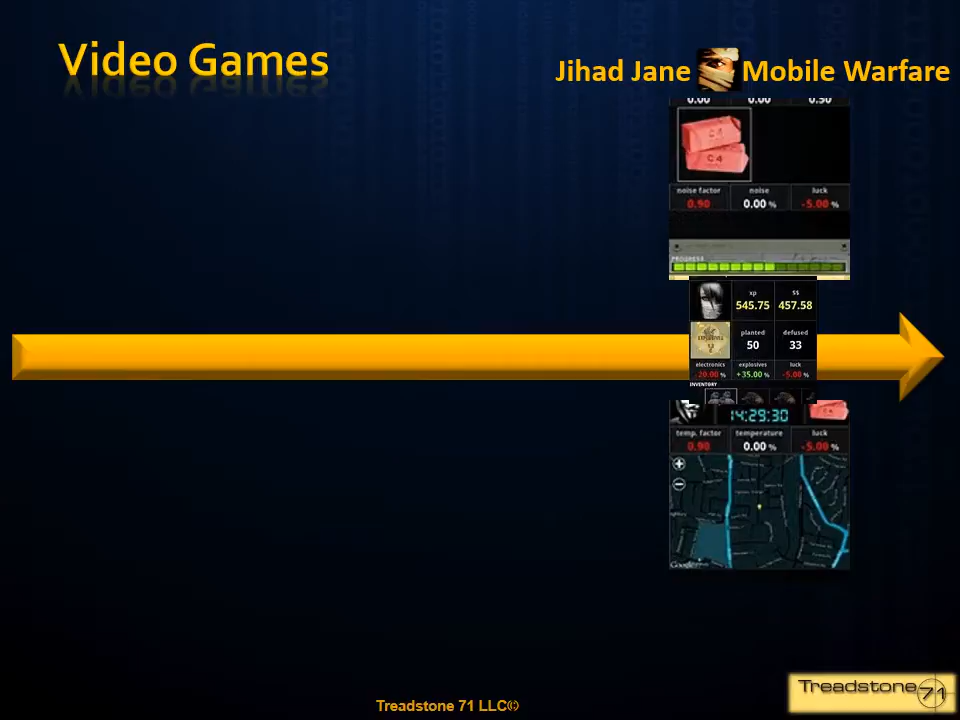 Video Games
Jihad Jane Mobile Warfare
0.00 0.00 0.50
C4
C4
noise factor noise luck
0.90 0.00 % -5.00 %
PROGRESS
xp $$
545.75 457.58
planted defused
50 33
electronics explosives luck
-20.00 % +35.00 % -5.00 %
INVENTORY
14:29:30
temp. factor temperature luck
0.90 0.00 % -5.00 %
Google
Treadstone 71
Treadstone 71 LLC©